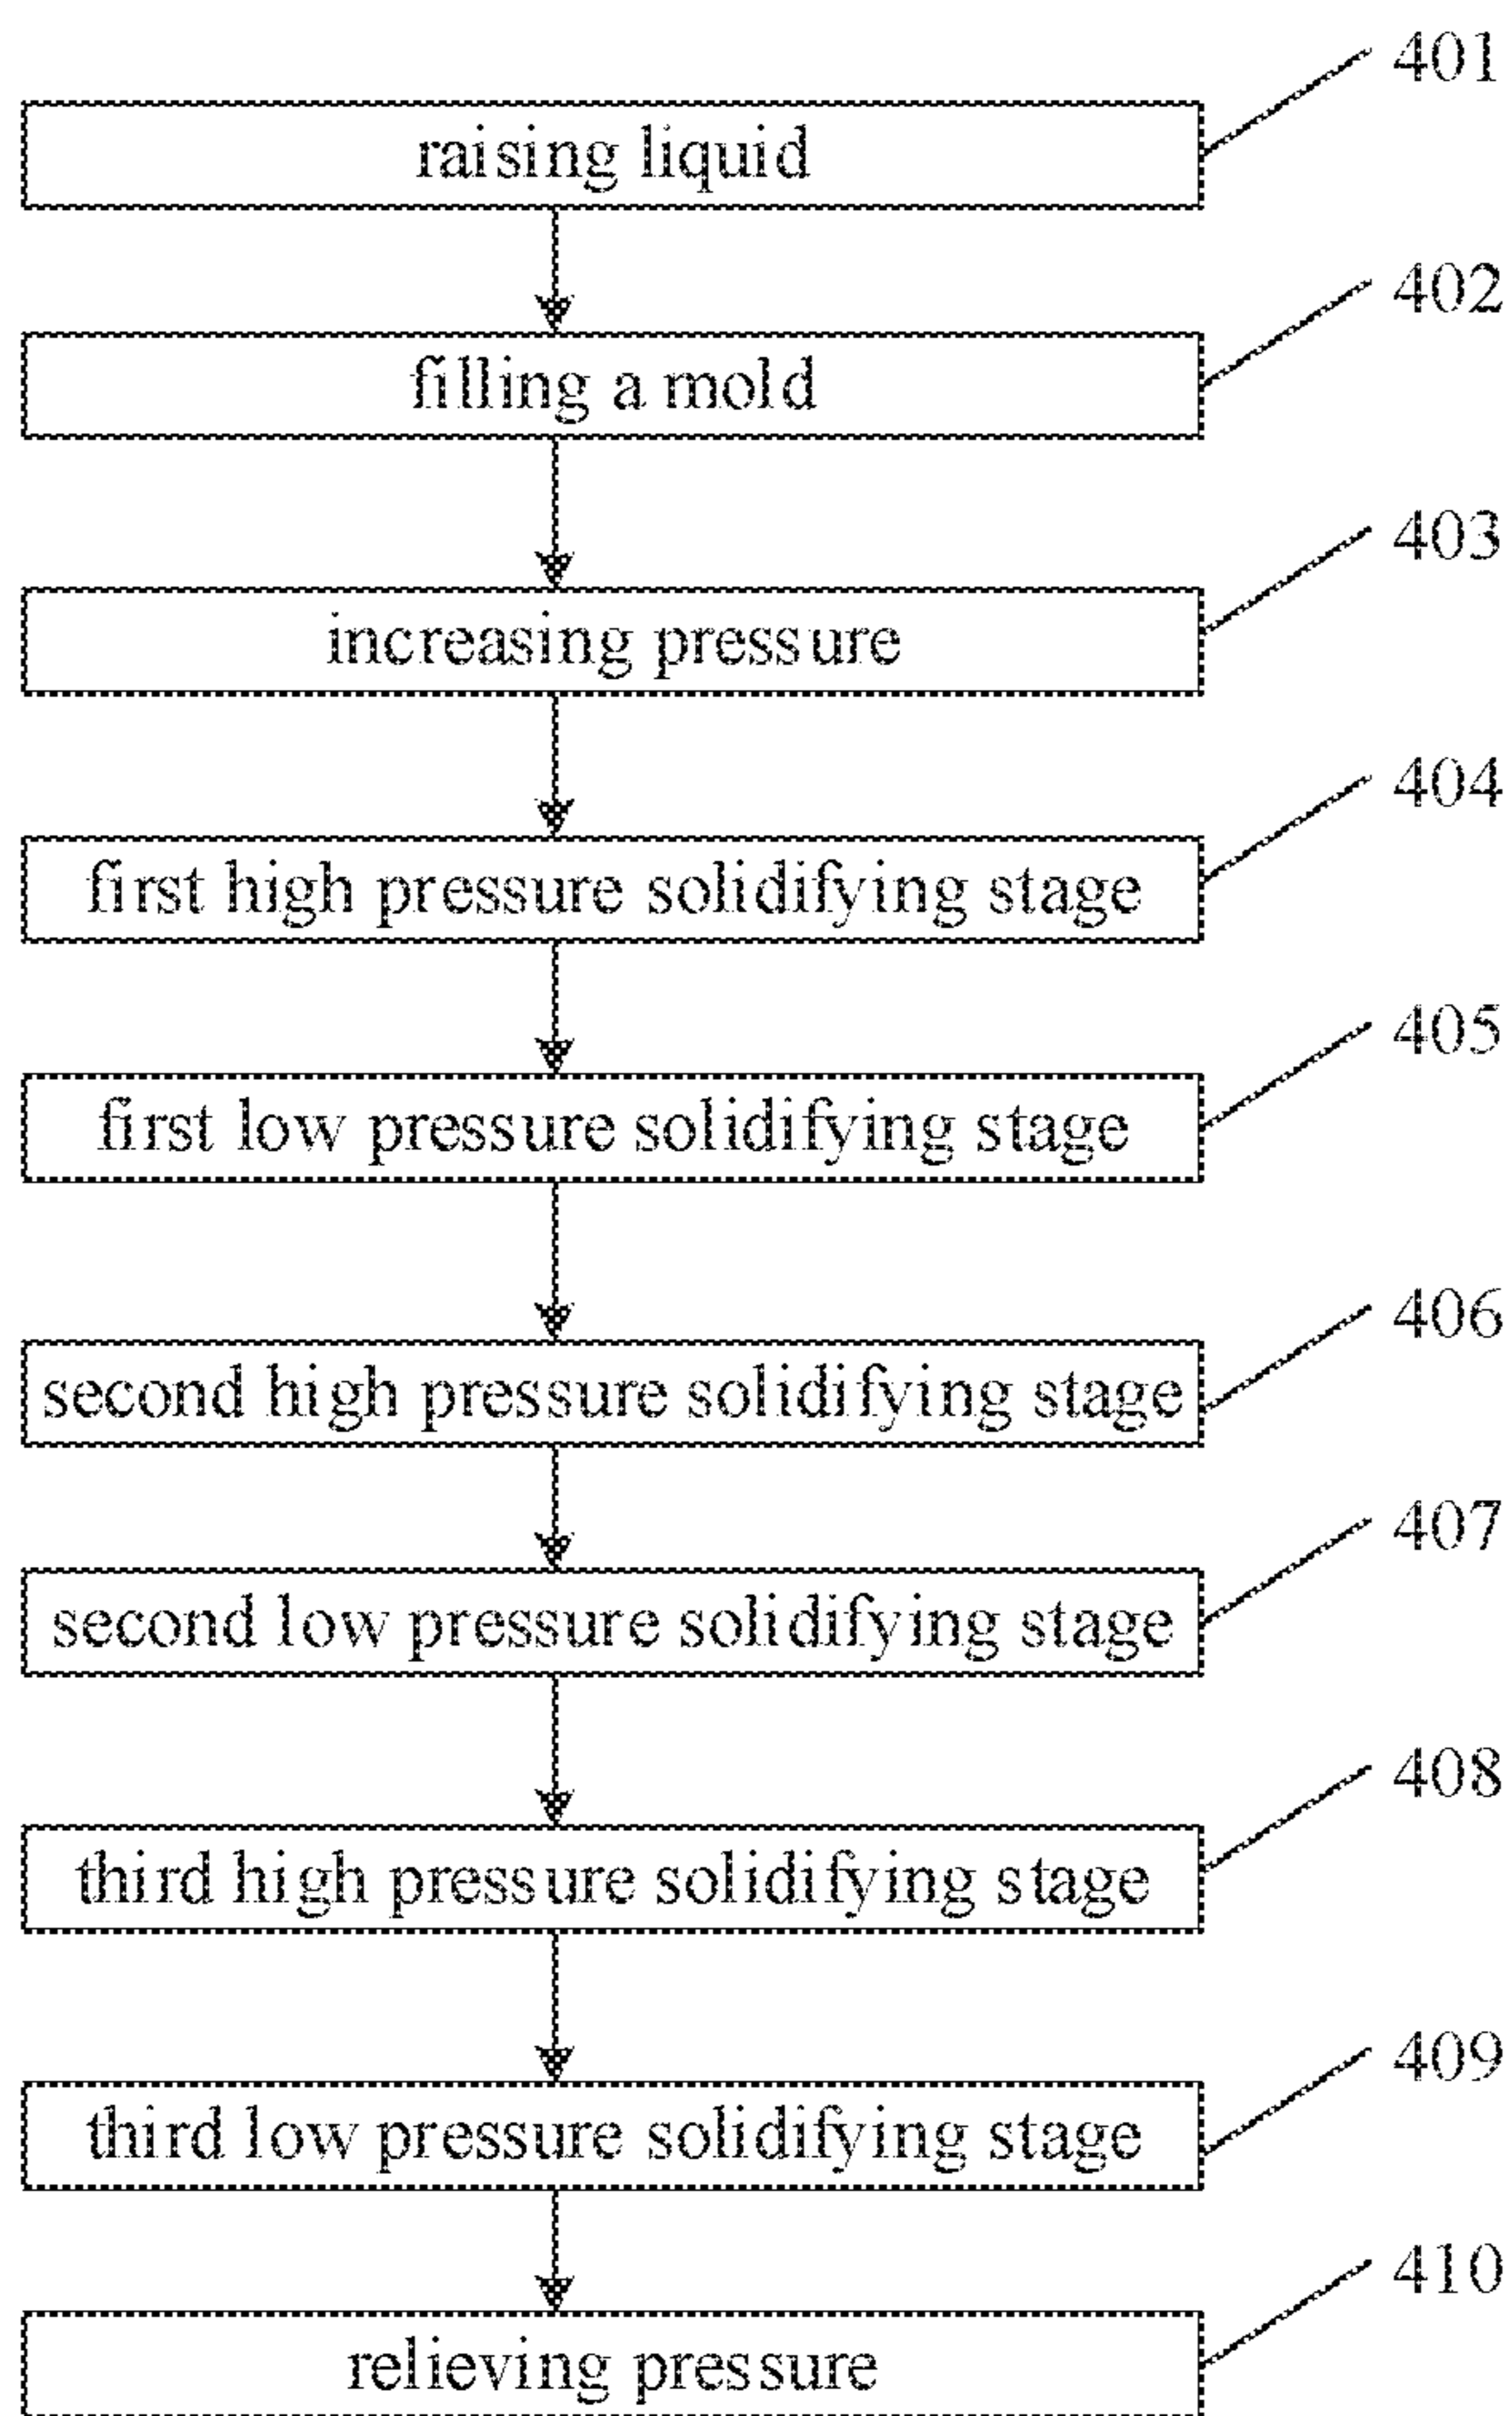 401
raising liquid
402
filling a mold
403
increasing pressure
404
first high pressure solidifying stage
405
first low pressure solidifying stage
406
second high pressure solidifying stage
407
second low pressure solidifying stage
408
third high pressure solidifying stage
409
third low pressure solidifying stage
410
relieving pressure